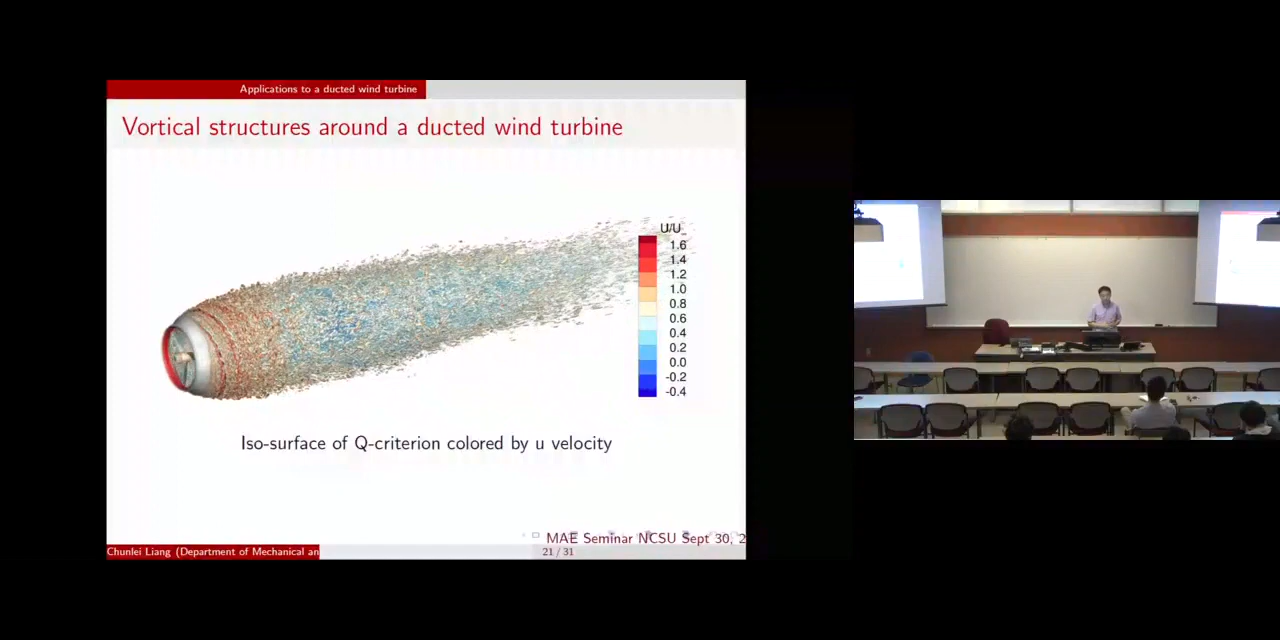 Applications to a ducted wind turbine
Vortical structures around a ducted wind turbine
U/U
1.6
1.4
1.2
1.0
0.8
0.6
0.4
0.2
0.0
-0.2
-0.4
Iso-surface of Q-criterion colored by u velocity
MAE Seminar NCSU Sept 30, 2
Chunlei Liang (Department of Mechanical an
21 / 31